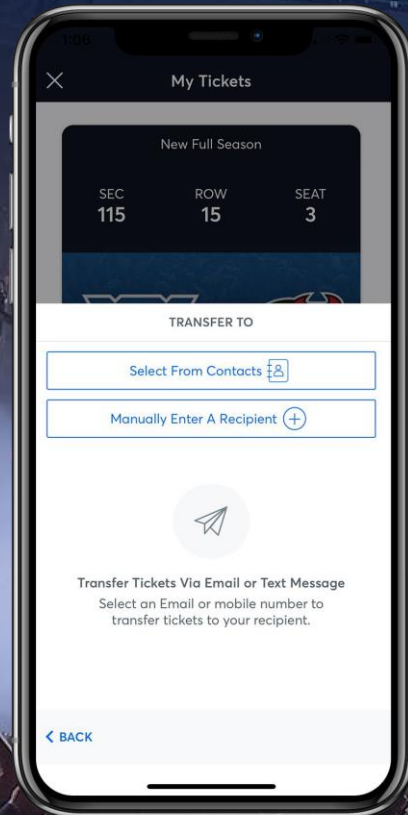 1:06
My Tickets
New Full Season
SEC ROW SEAT
115 15 3
TRANSFER TO
Select From Contacts
Manually Enter A Recipient
Transfer Tickets Via Email or Text Message
Select an Email or mobile number to
transfer tickets to your recipient.
BACK